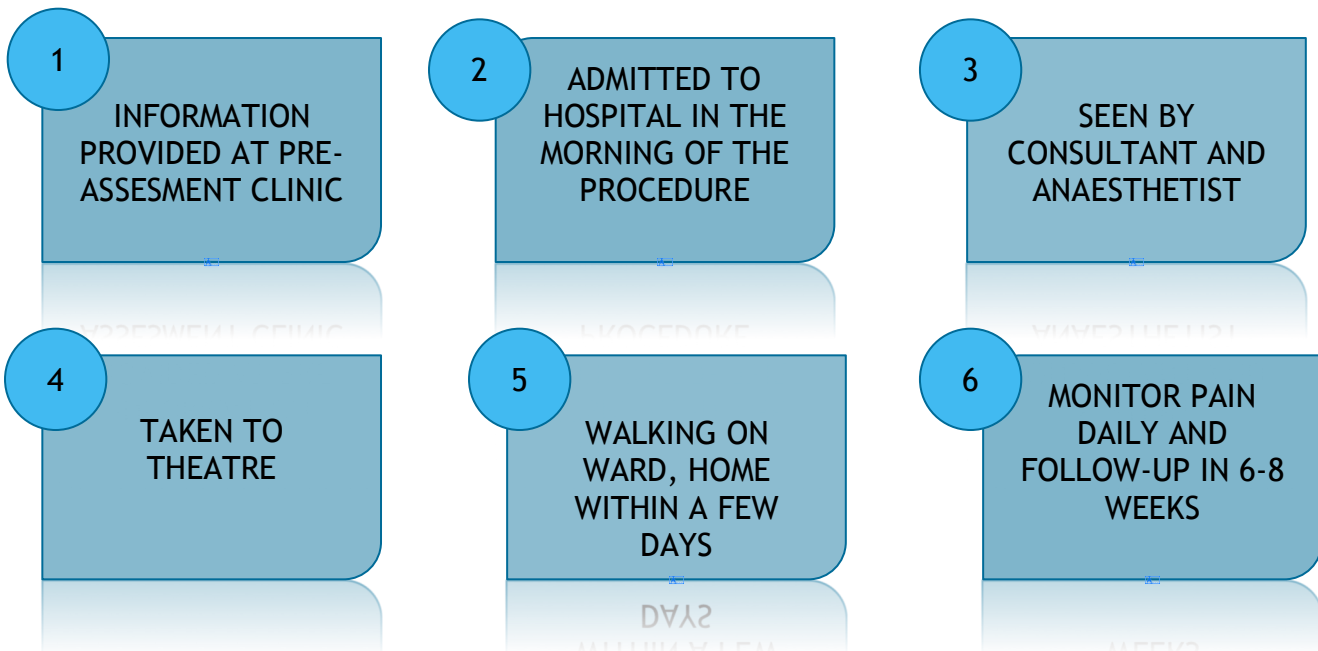 1
INFORMATION
PROVIDED AT PRE-
ASSESMENT CLINIC
2
ADMITTED TO
HOSPITAL IN THE
MORNING OF THE
PROCEDURE
3
SEEN BY
CONSULTANT AND
ANAESTHETIST
4
TAKEN TO
THEATRE
5
WALKING ON
WARD, HOME
WITHIN A FEW
DAYS
6
MONITOR PAIN
DAILY AND
FOLLOW-UP IN 6-8
WEEKS